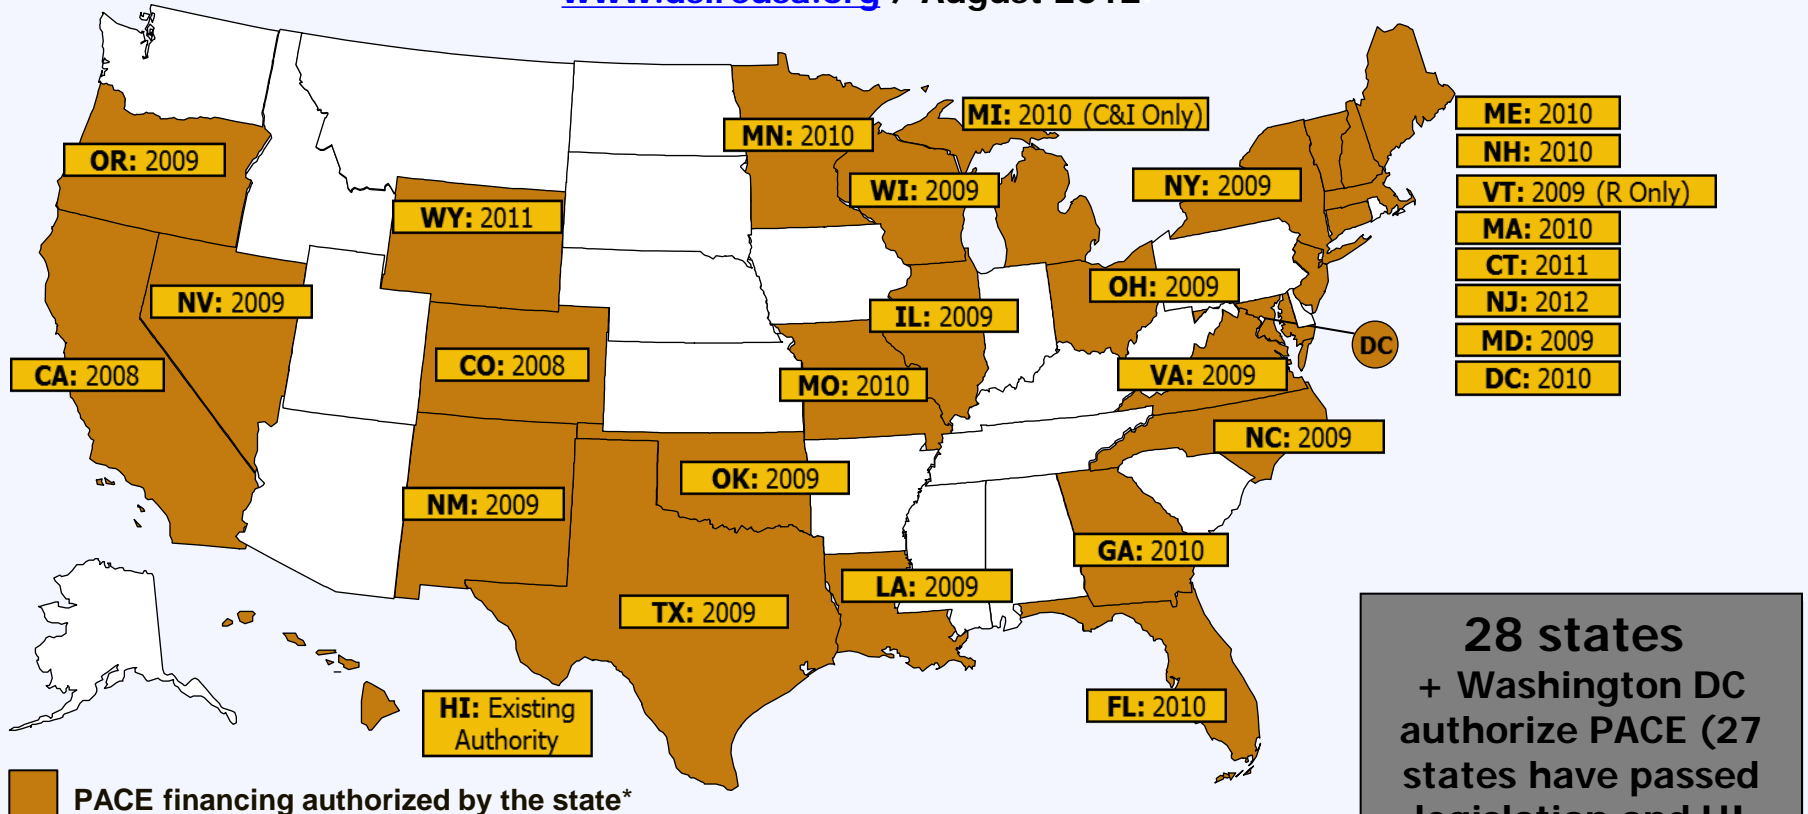 / August 2012
MI: 2010 (C&I Only)
ME: 2010
MN: 2010
NH: 2010
OR: 2009
WI: 2009
NY: 2009
VT: 2009 (R Only)
WY: 2011
MA: 2010
CT: 2011
NV: 2009
OH: 2009
NJ: 2012
IL: 2009
DC
MD: 2009
CA: 2008
CO: 2008
MO: 2010
VA: 2009
DC: 2010
NC: 2009
OK: 2009
NM: 2009
GA: 2010
LA: 2009
TX: 2009
FL: 2010
HI: Existing
Authority
28 states
+ Washington DC
authorize PACE (27
states have passed
legislation and HI
PACE financing authorized by the state*